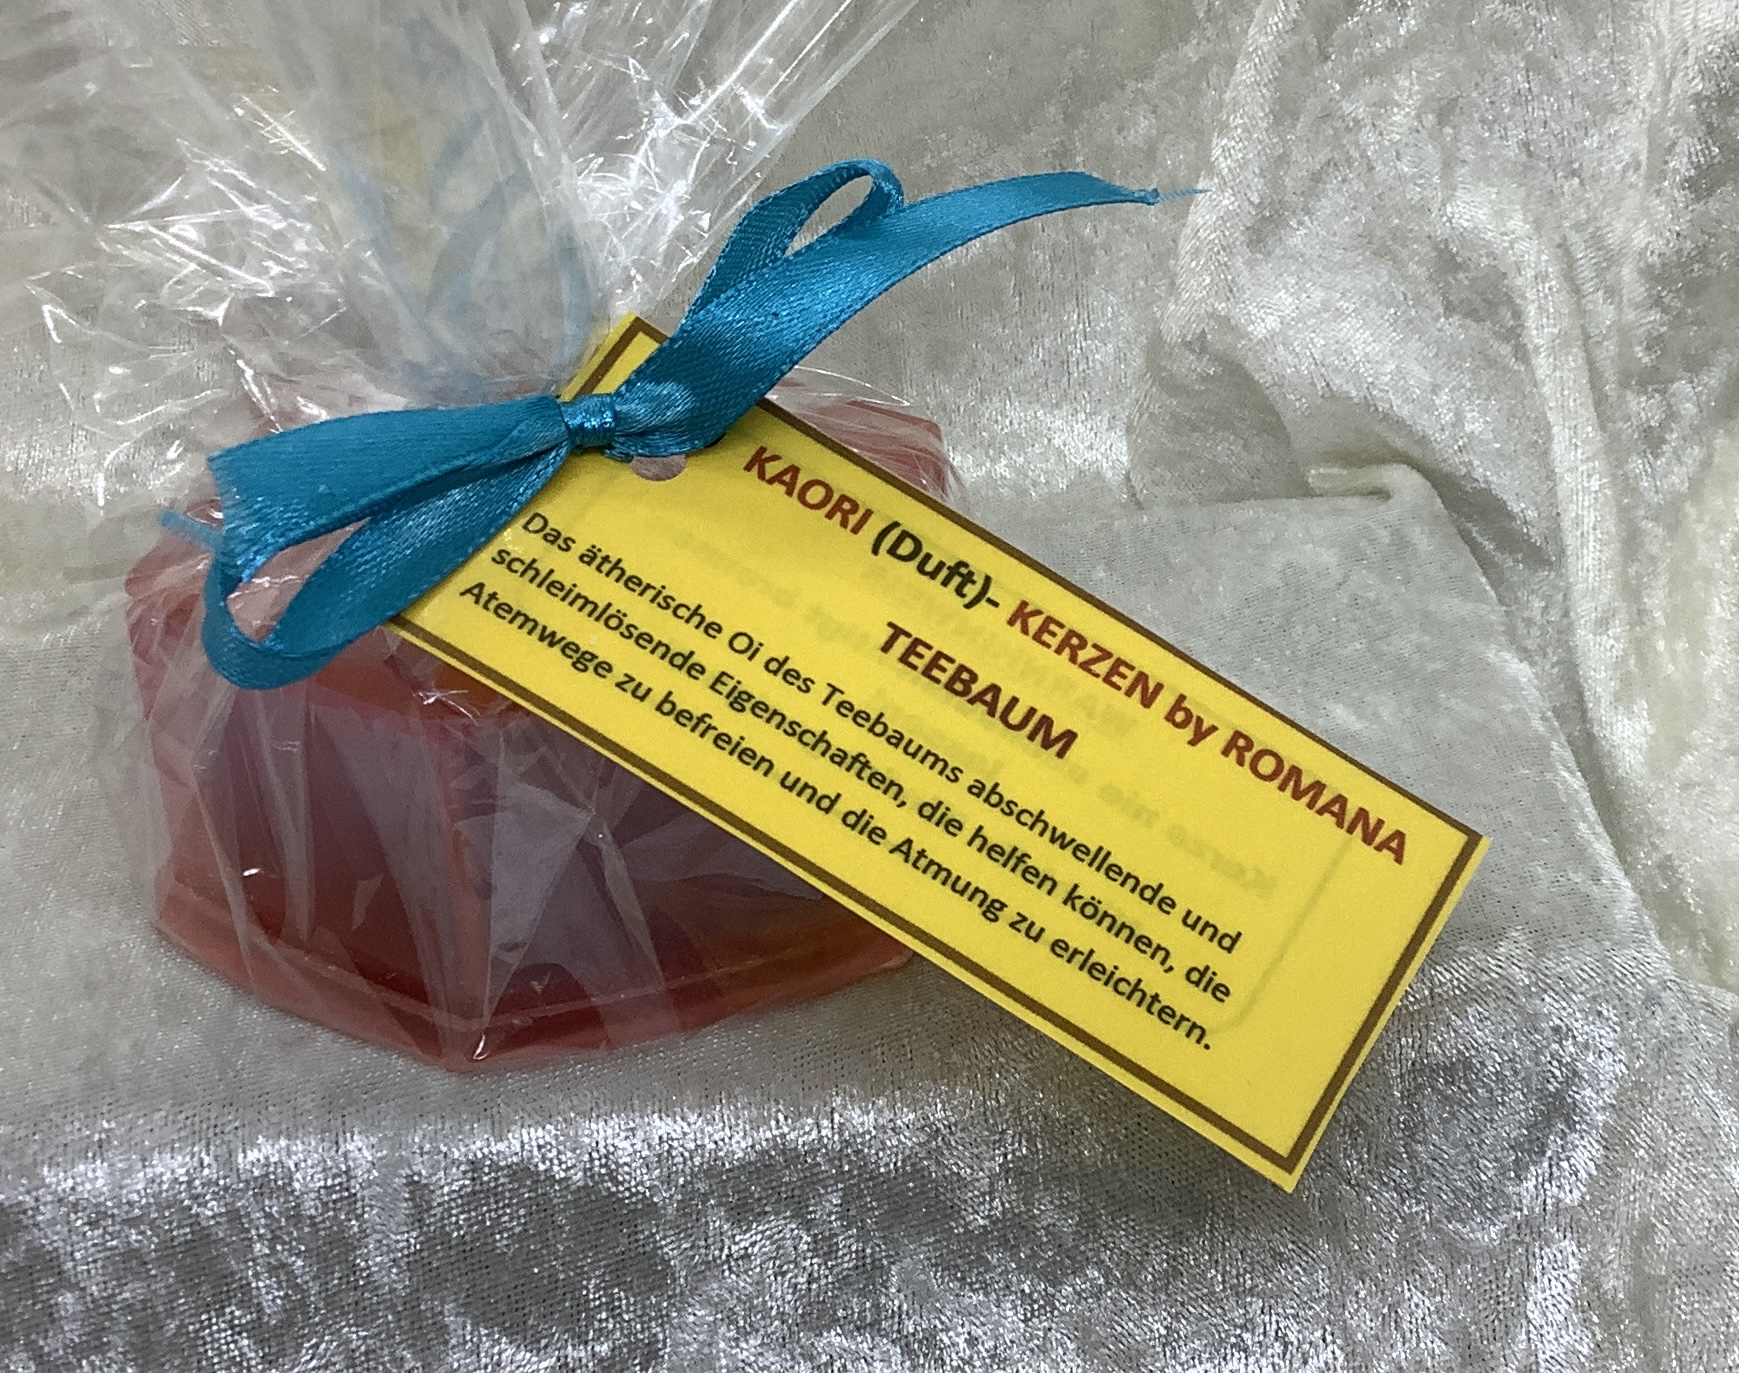 KAORI (Duft)- KERZEN by ROMANA
TEEBAUM
Das ätherische Oi des Teebaums abschwellende und
schleimlösende Eigenschaften, die helfen können, die
Atemwege zu befreien und die Atmung zu erleichtern.